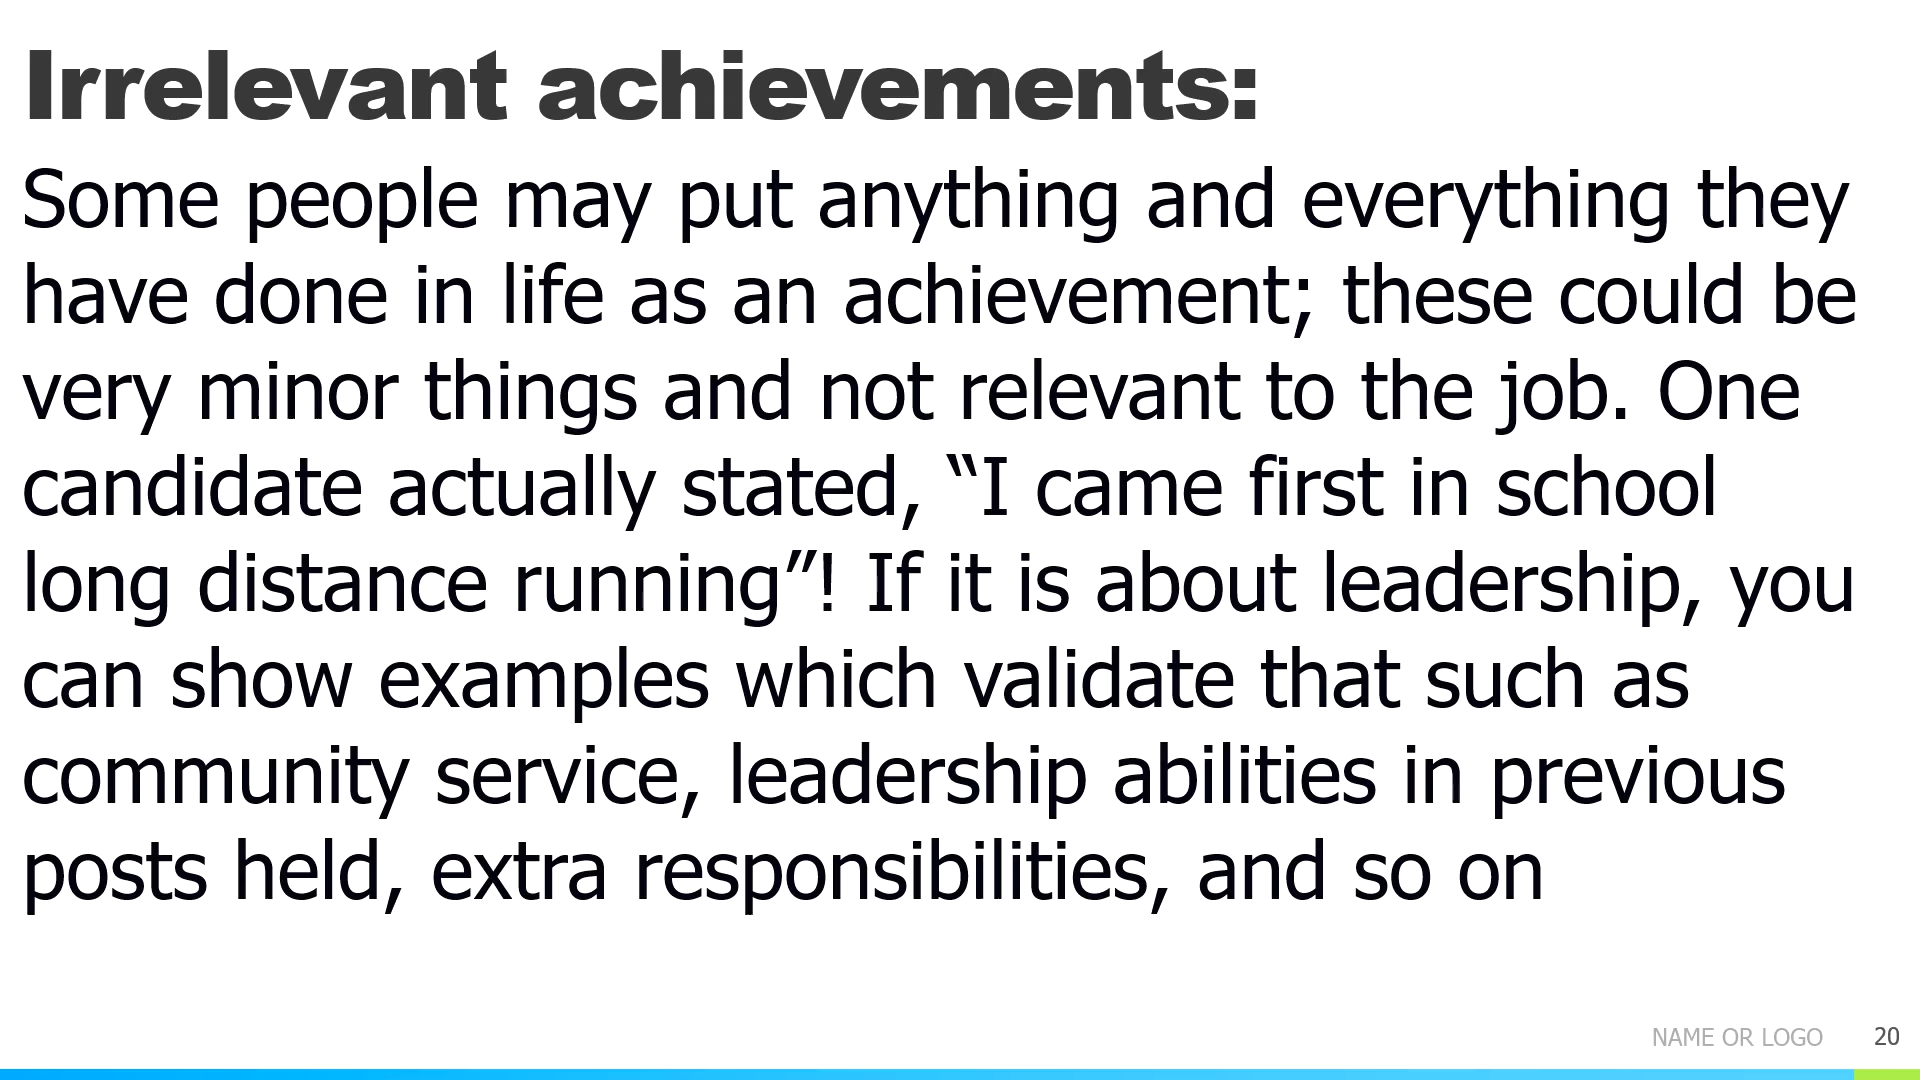 Irrelevant achievements:
Some people may put anything and everything they
have done in life as an achievement; these could be
very minor things and not relevant to the job. One
candidate actually stated, “I came first in school
long distance running”! If it is about leadership, you
can show examples which validate that such as
community service, leadership abilities in previous
posts held, extra responsibilities, and so on
NAME OR LOGO 20